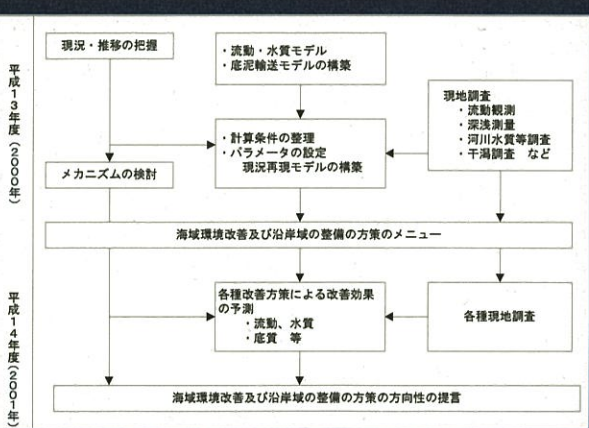 平成13年度(2000年)
現況・推移の把握
・流動・水質モデル
・底泥輸送モデルの構築
現地調査
・流動観測
・深浅測量
・河川水質等調査
・干潟調査 など
・計算条件の整理
・パラメータの設定
現況再現モデルの構築
メカニズムの検討
海域環境改善及び沿岸域の整備の方策のメニュー
平成14年度(2001年)
各種改善方策による改善効果
の予測
・流動、水質
・底質 等
各種現地調査
海域環境改善及び沿岸域の整備の方策の方向性の提言